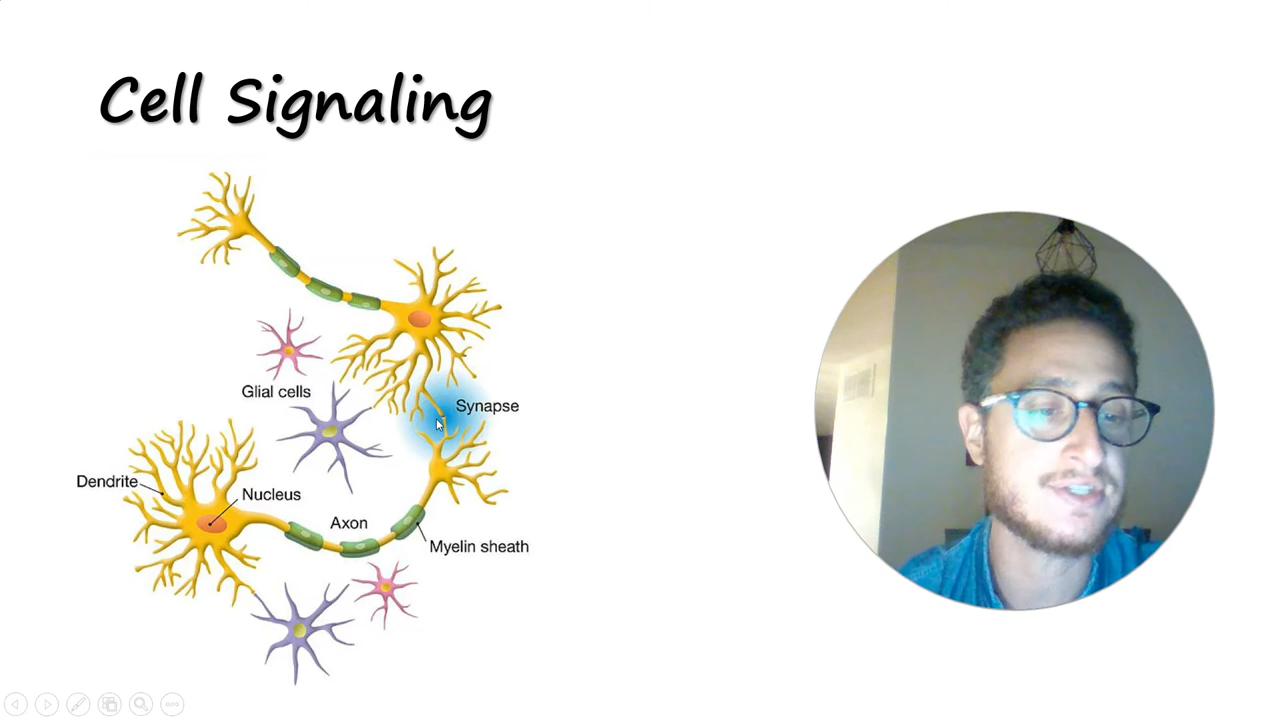 Cell Signaling
Glial cells
Synapse
Dendrite
Nucleus
Axon
Myelin sheath